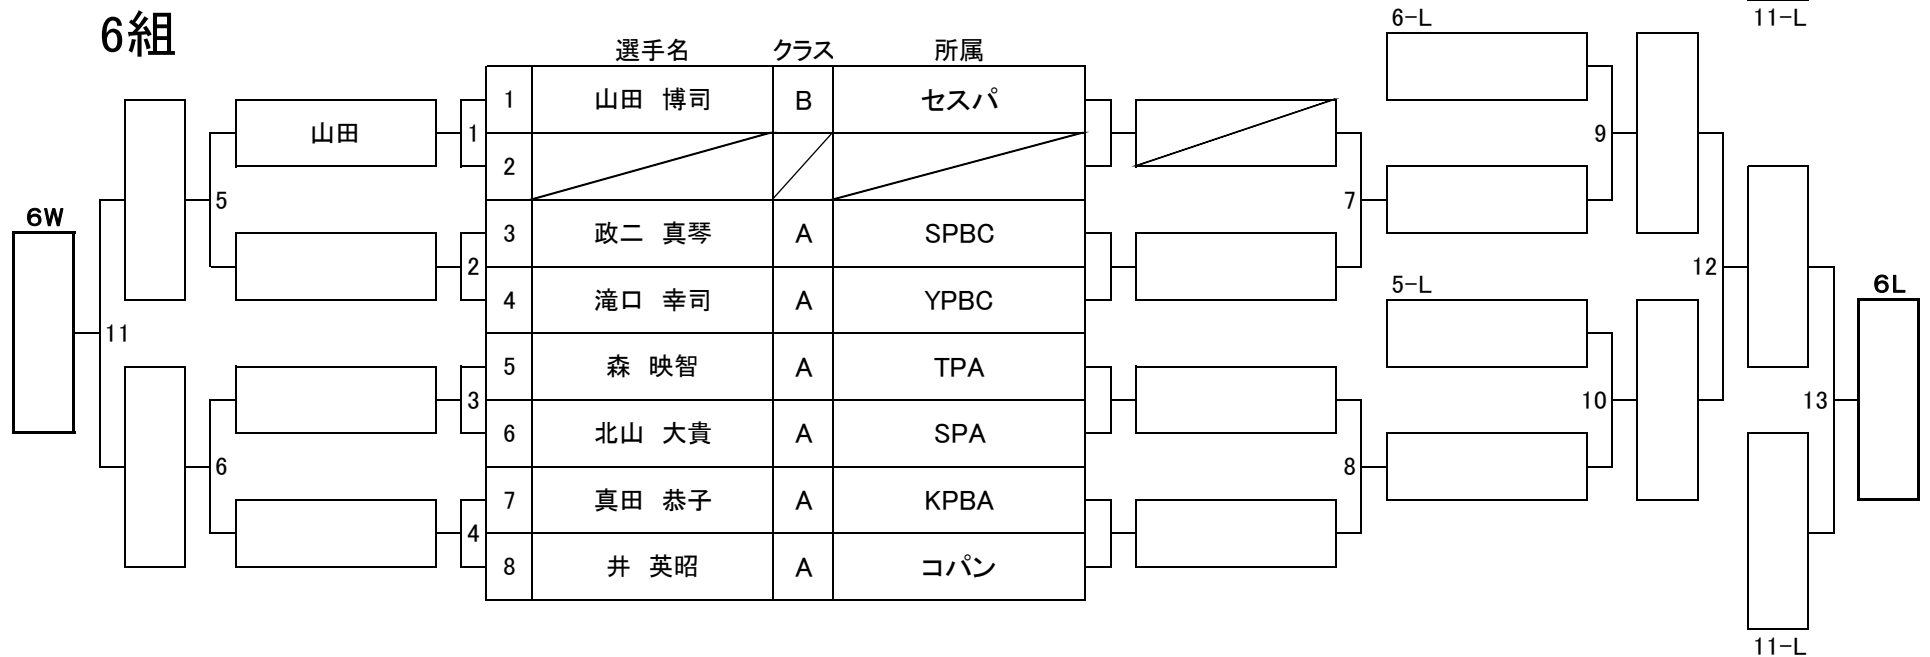 6組
6-L
11-L
選手名 クラス 所属
1 山田 博司 B セスパ
山田 1
9
2
5
7
6W
3 政二 真琴 A SPBC
2
12
4 滝口 幸司 A YPBC
5-L
6L
11
5 森 映智 A TPA
3
10
13
6 北山 大貴 A SPA
6
8
7 真田 恭子 A KPBA
4
8 井 英昭 A コパン
11-L